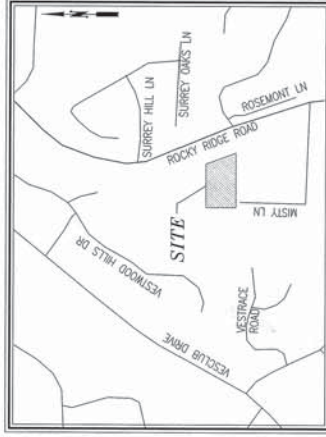 SURREY OAKS LN
SURREY HILL LN
ROSEMONT LN
ROCKY RIDGE ROAD
VESTWOOD HILLS DR
SITE
MISTY LN
VESTRACE
ROAD
VESCLUB DRIVE